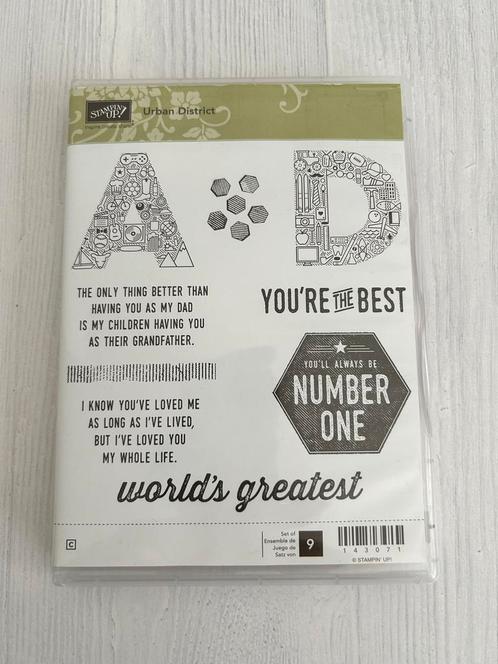 STAMPIN' UP!
inspire.create.share
Urban District
A D
THE ONLY THING BETTER THAN
HAVING YOU AS MY DAD
IS MY CHILDREN HAVING YOU
AS THEIR GRANDFATHER.
YOU'RE THE BEST
YOU'LL ALWAYS BE
NUMBER
ONE
I KNOW YOU'VE LOVED ME
AS LONG AS I'VE LIVED,
BUT I'VE LOVED YOU
MY WHOLE LIFE.
world's greatest
C
Set of
Ensemble de
Juego de
Satz von
9
143071
© STAMPIN' UP!